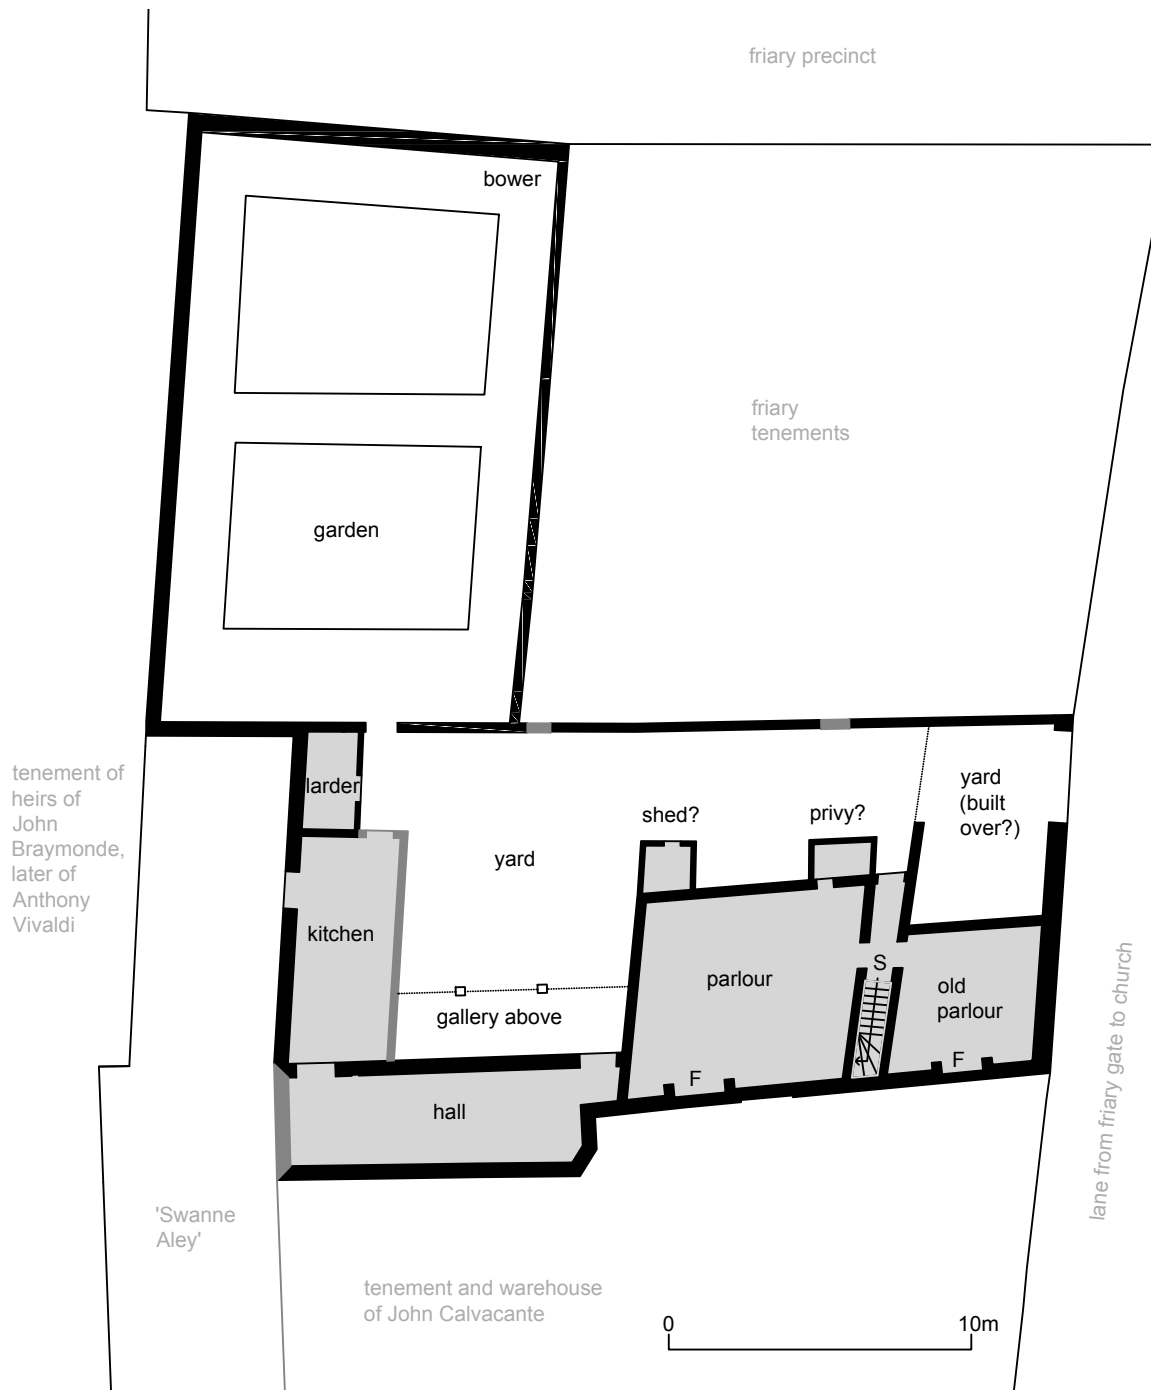 friary precinct
bower
friary
tenements
garden
tenement of
heirs of
John
Braymonde,
later of
Anthony
Vivaldi
larder
yard
(built
over?)
shed?
privy?
yard
kitchen
parlour
S
old
parlour
gallery above
F
F
hall
lane from friary gate to church
'Swanne
Aley'
tenement and warehouse
of John Calvacante
0
10m